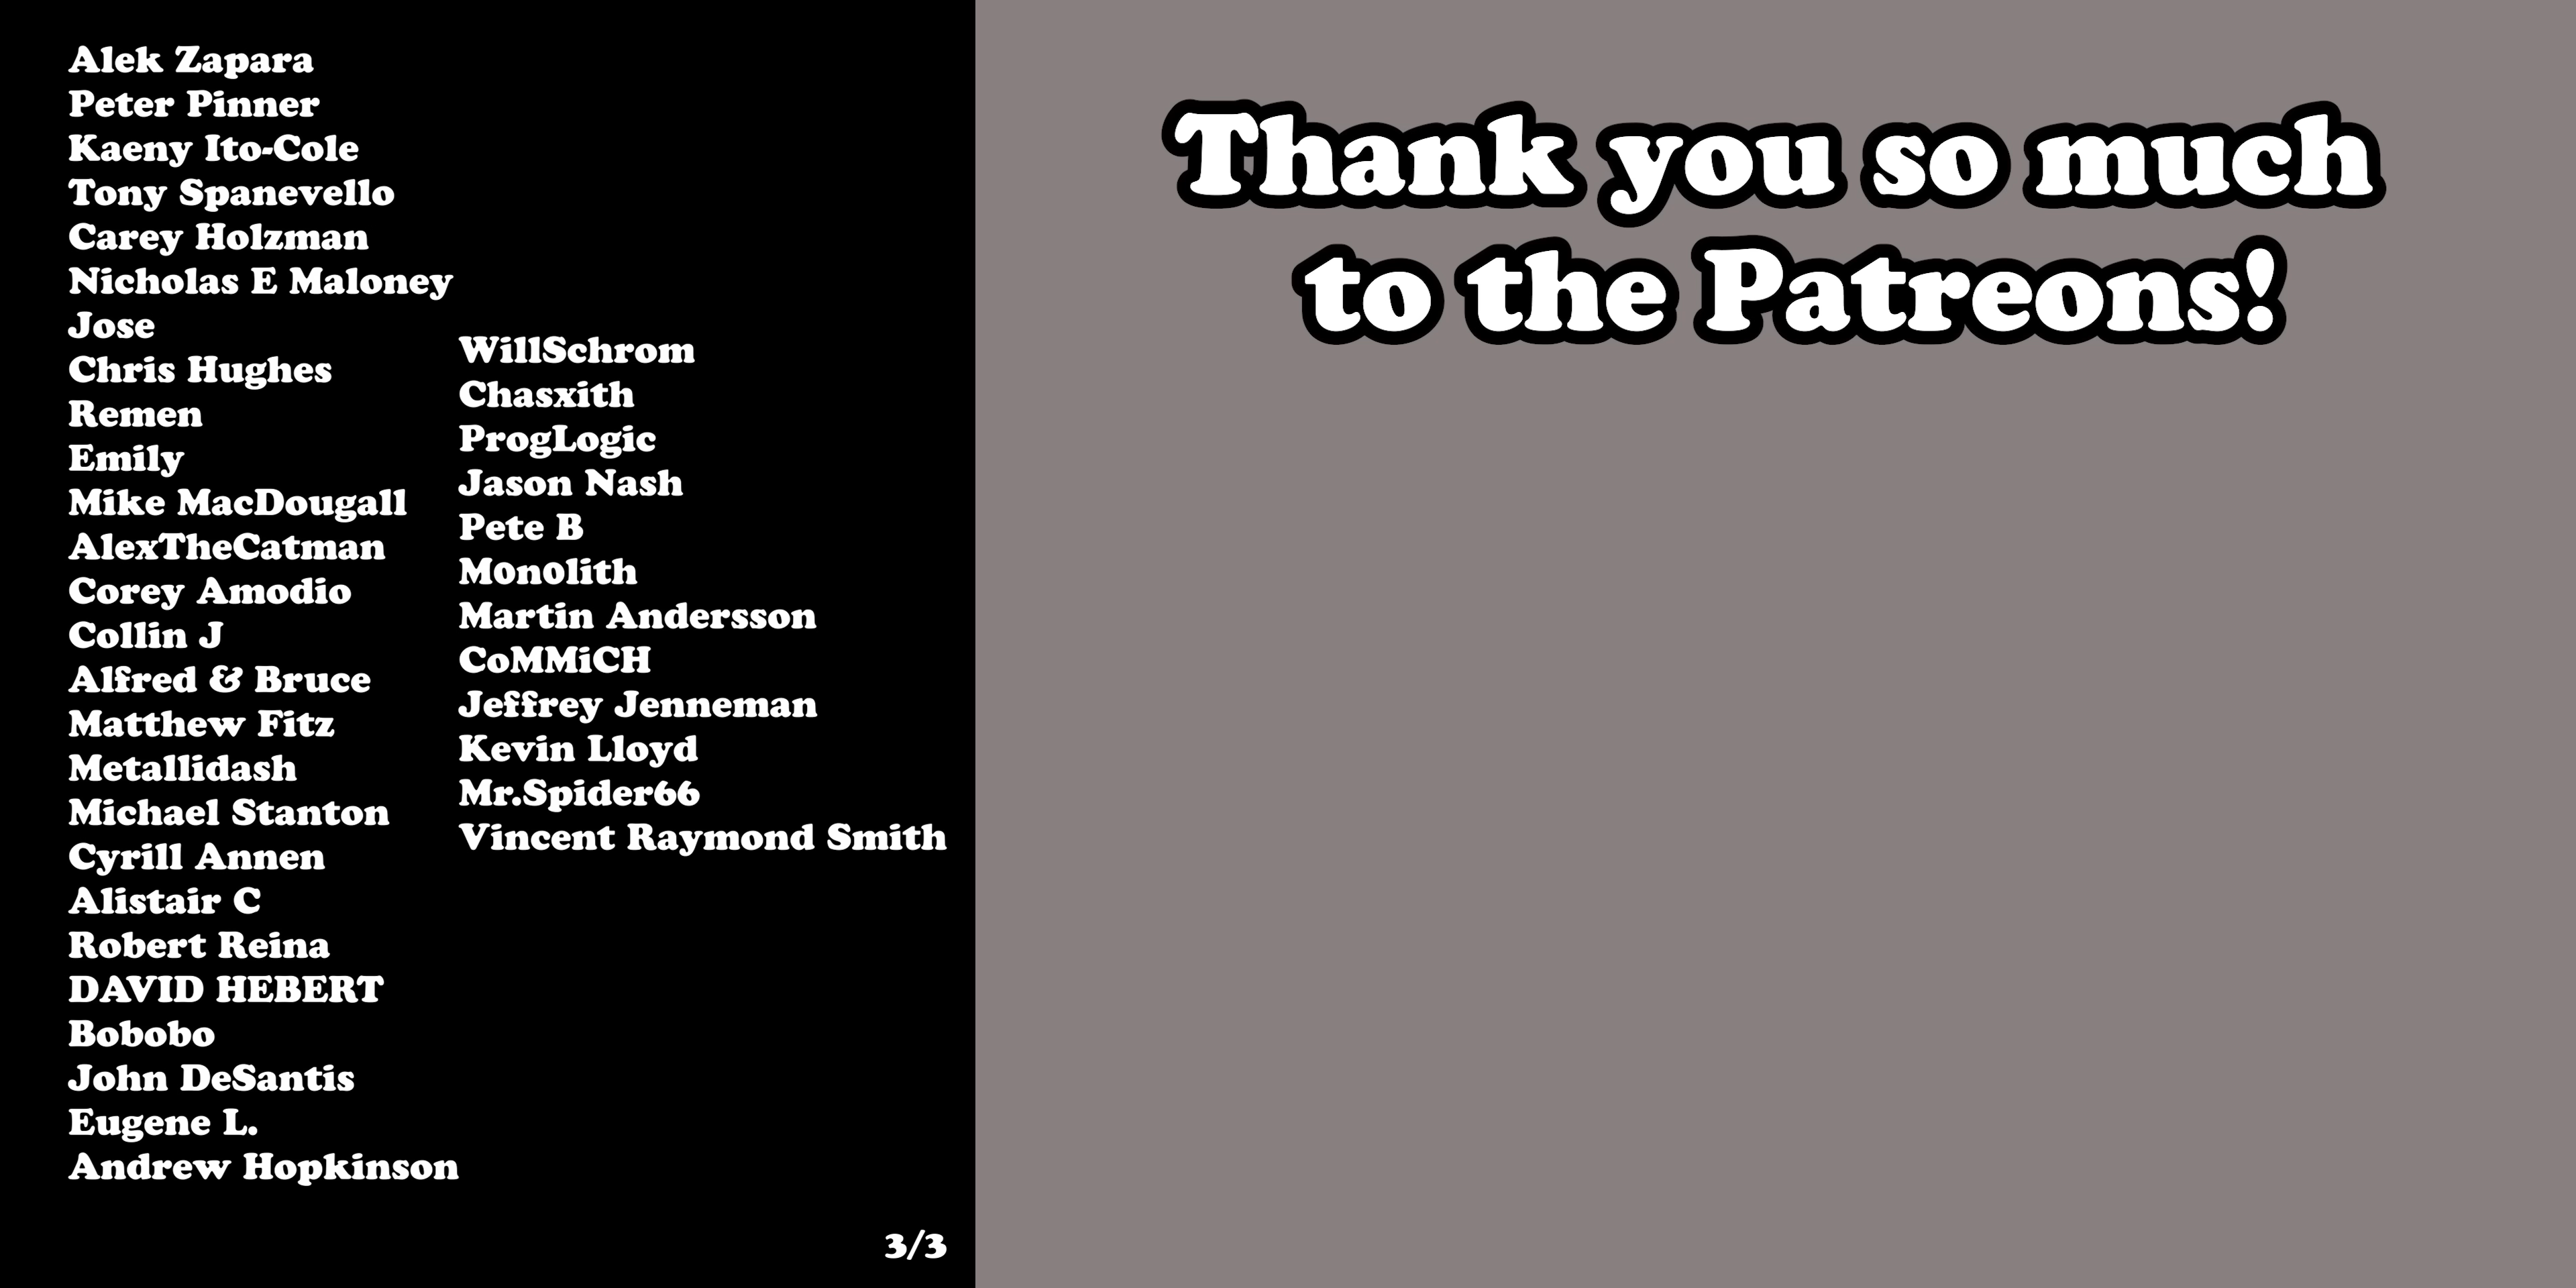 Alek Zapara
Peter Pinner
Kaeny Ito-Cole
Tony Spanevello
Carey Holzman
Nicholas E Maloney
Jose
Chris Hughes
Remen
Emily
Mike MacDougall
AlexTheCatman
Corey Amodio
Collin J
Alfred & Bruce
Matthew Fitz
Metallidash
Michael Stanton
Cyrill Annen
Alistair C
Robert Reina
DAVID HEBERT
Bobobo
John DeSantis
Eugene L.
Andrew Hopkinson
WillSchrom
Chasxith
ProgLogic
Jason Nash
Pete B
M0n0lith
Martin Andersson
CoMMiCH
Jeffrey Jenneman
Kevin Lloyd
Mr.Spider66
Vincent Raymond Smith
3/3
Thank you so much
to the Patreons!